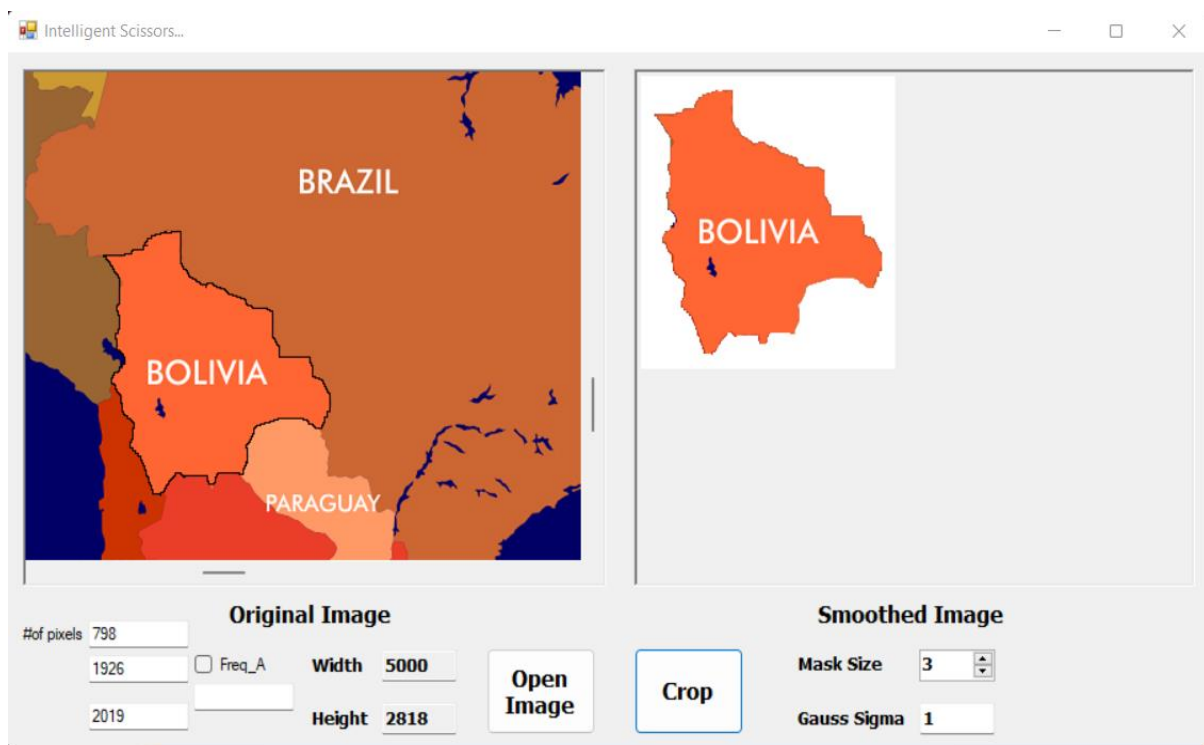 Intelligent Scissors...
BRAZIL
BOLIVIA
PARAGUAY
BOLIVIA
Original Image
Smoothed Image
#of pixels 798
1926
Freq_A
2019
Width 5000
Height 2818
Open
Image
Crop
Mask Size 3
Gauss Sigma 1